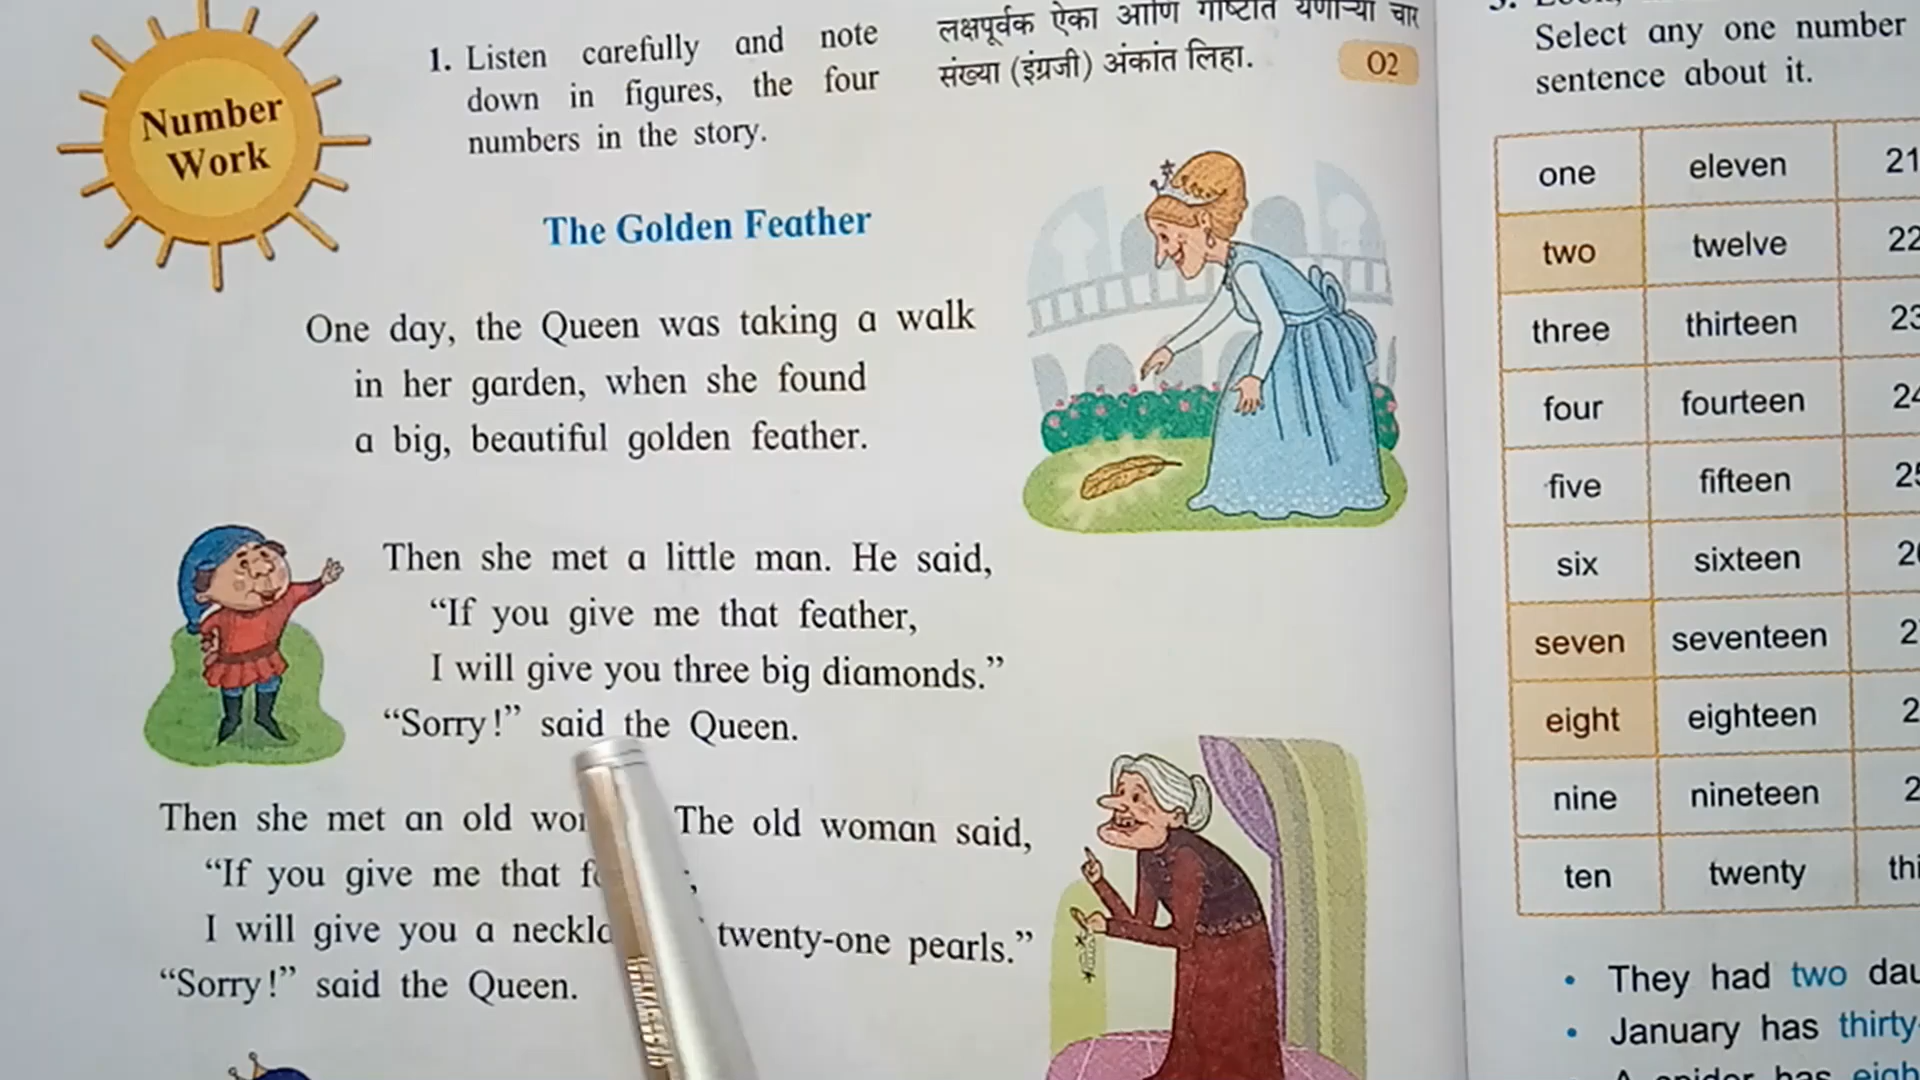 Number
Work
1. Listen carefully and note
down in figures, the four
numbers in the story.
लक्षपूर्वक ऐका आणि गोष्टीत येणाऱ्या चार
संख्या (इंग्रजी) अंकांत लिहा.
O2
The Golden Feather
One day, the Queen was taking a walk
in her garden, when she found
a big, beautiful golden feather.
Then she met a little man. He said,
“If you give me that feather,
I will give you three big diamonds.”
“Sorry!” said the Queen.
Then she met an old The old woman said,
“If you give me that
I will give you a twenty-one pearls.”
“Sorry!” said the Queen.
Select any one number
sentence about it.
one eleven 21
two twelve 22
three thirteen 23
four fourteen 24
five fifteen 25
six sixteen
seven seventeen
eight eighteen
nine nineteen
ten twenty
• They had two
• January has thirty-
has